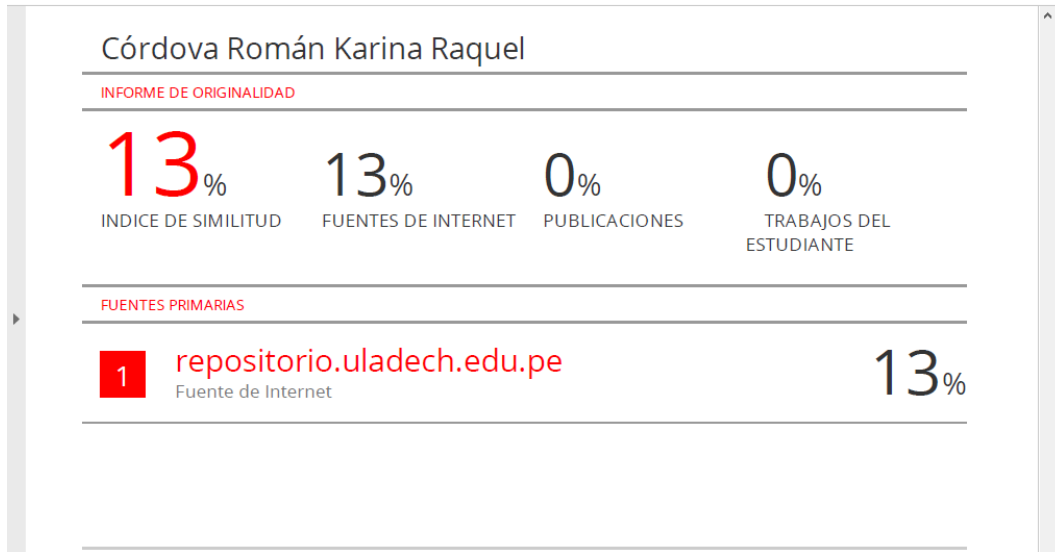 Córdova Román Karina Raquel
INFORME DE ORIGINALIDAD
13%
INDICE DE SIMILITUD
13%
FUENTES DE INTERNET
0%
PUBLICACIONES
0%
TRABAJOS DEL
ESTUDIANTE
FUENTES PRIMARIAS
1
repositorio.uladech.edu.pe
Fuente de Internet
13%